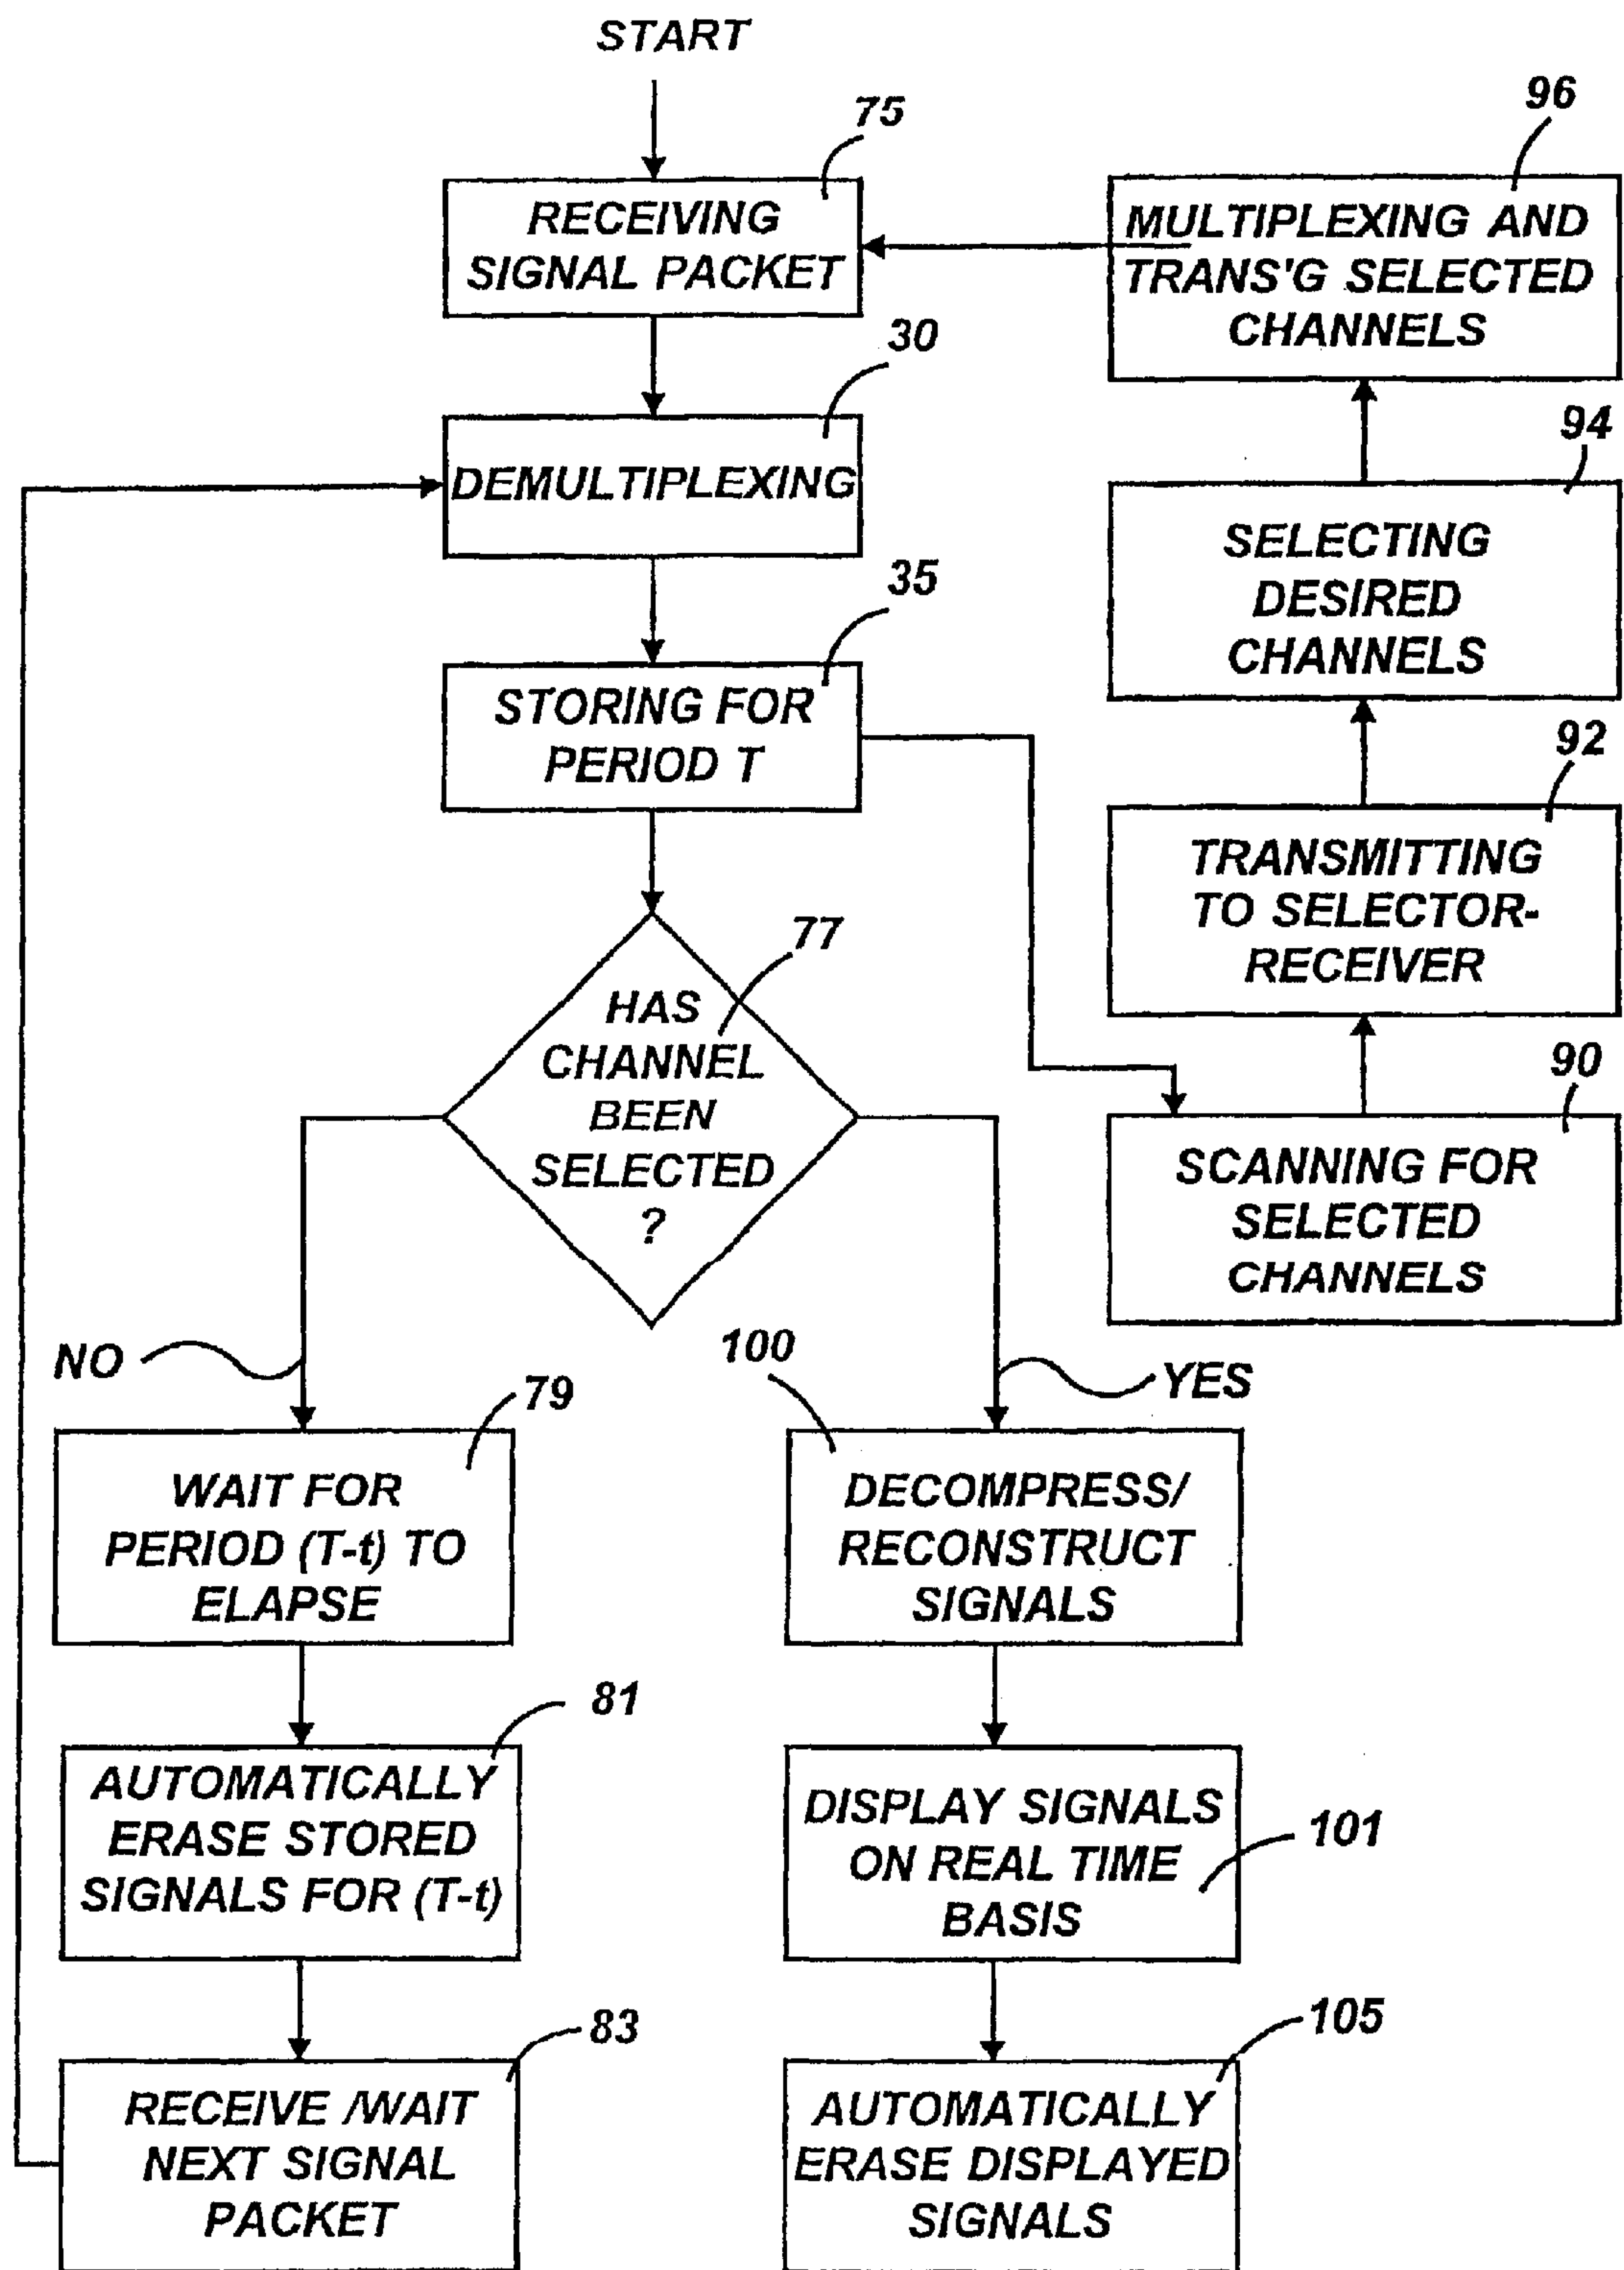 START
75
RECEIVING
SIGNAL PACKET
96
MULTIPLEXING AND
TRANS'G SELECTED
CHANNELS
30
DEMULTIPLEXING
94
SELECTING
DESIRED
CHANNELS
35
STORING FOR
PERIOD T
92
TRANSMITTING
TO SELECTOR-
RECEIVER
77
HAS
CHANNEL
BEEN
SELECTED
?
90
SCANNING FOR
SELECTED
CHANNELS
NO
YES
79
WAIT FOR
PERIOD (T-t) TO
ELAPSE
100
DECOMPRESS/
RECONSTRUCT
SIGNALS
81
AUTOMATICALLY
ERASE STORED
SIGNALS FOR (T-t)
DISPLAY SIGNALS
ON REAL TIME
BASIS
101
83
RECEIVE /WAIT
NEXT SIGNAL
PACKET
105
AUTOMATICALLY
ERASE DISPLAYED
SIGNALS